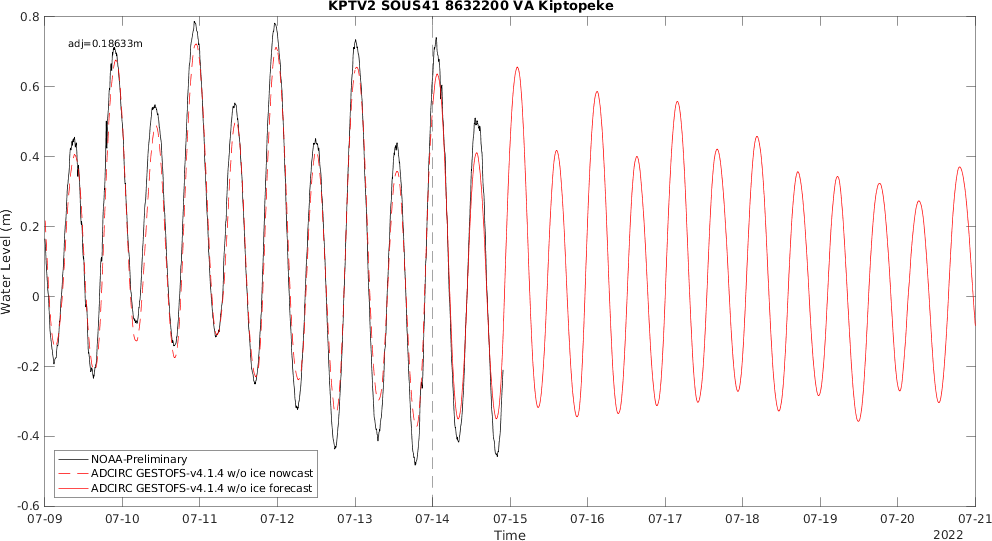 KPTV2 SOUS41 8632200 VA Kiptopeke
adj=0.18633m
0.8
0.6
0.4
0.2
0
-0.2
-0.4
-0.6
Water Level (m)
NOAA-Preliminary
ADCIRC GESTOFS-v4.1.4 w/o ice nowcast
ADCIRC GESTOFS-v4.1.4 w/o ice forecast
07-09 07-10 07-11 07-12 07-13 07-14 07-15 07-16 07-17 07-18 07-19 07-20 07-21
Time
2022